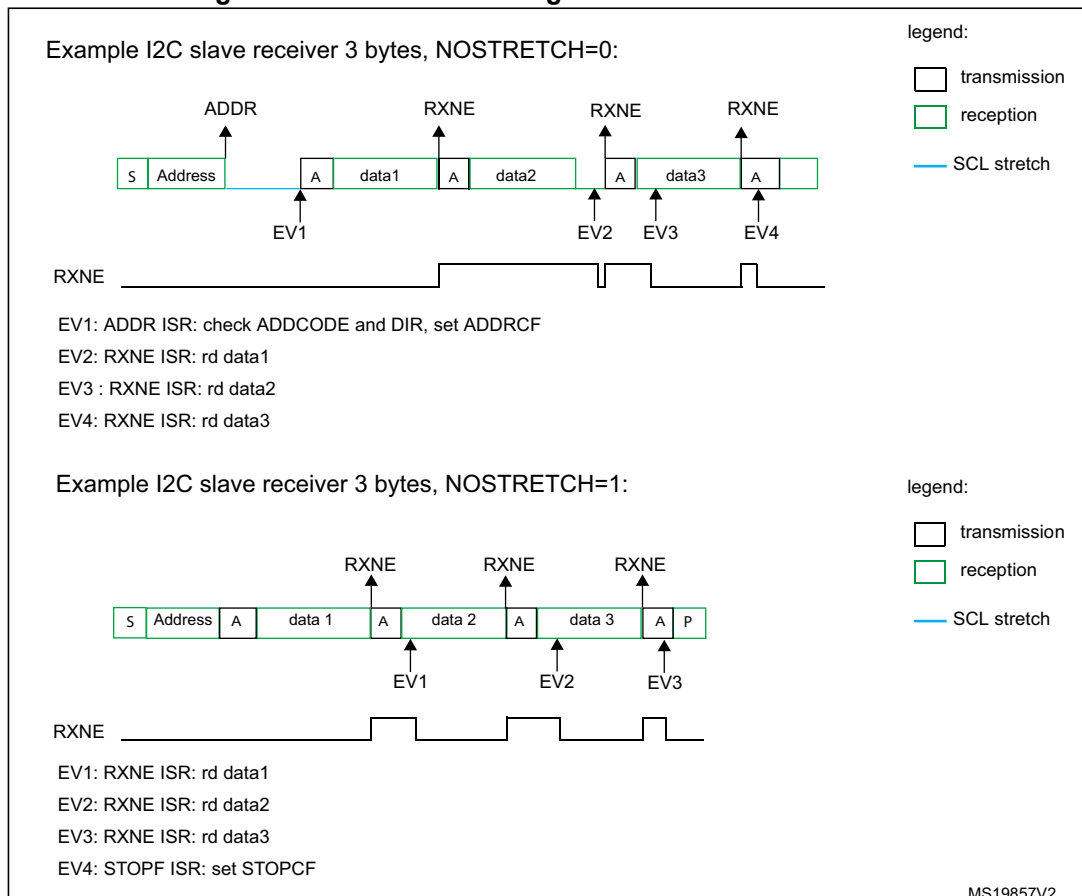 Example I2C slave receiver 3 bytes, NOSTRETCH=0:
legend:
transmission
reception
SCL stretch
ADDR
RXNE
RXNE
RXNE
S
Address
A
data1
A
data2
A
data3
A
EV1
EV2
EV3
EV4
RXNE
EV1: ADDR ISR: check ADDCODE and DIR, set ADDRCF
EV2: RXNE ISR: rd data1
EV3 : RXNE ISR: rd data2
EV4: RXNE ISR: rd data3
Example I2C slave receiver 3 bytes, NOSTRETCH=1:
legend:
transmission
reception
SCL stretch
RXNE
RXNE
RXNE
S
Address
A
data 1
A
data 2
A
data 3
A
P
EV1
EV2
EV3
RXNE
EV1: RXNE ISR: rd data1
EV2: RXNE ISR: rd data2
EV3: RXNE ISR: rd data3
EV4: STOPF ISR: set STOPCF
MS19857V2